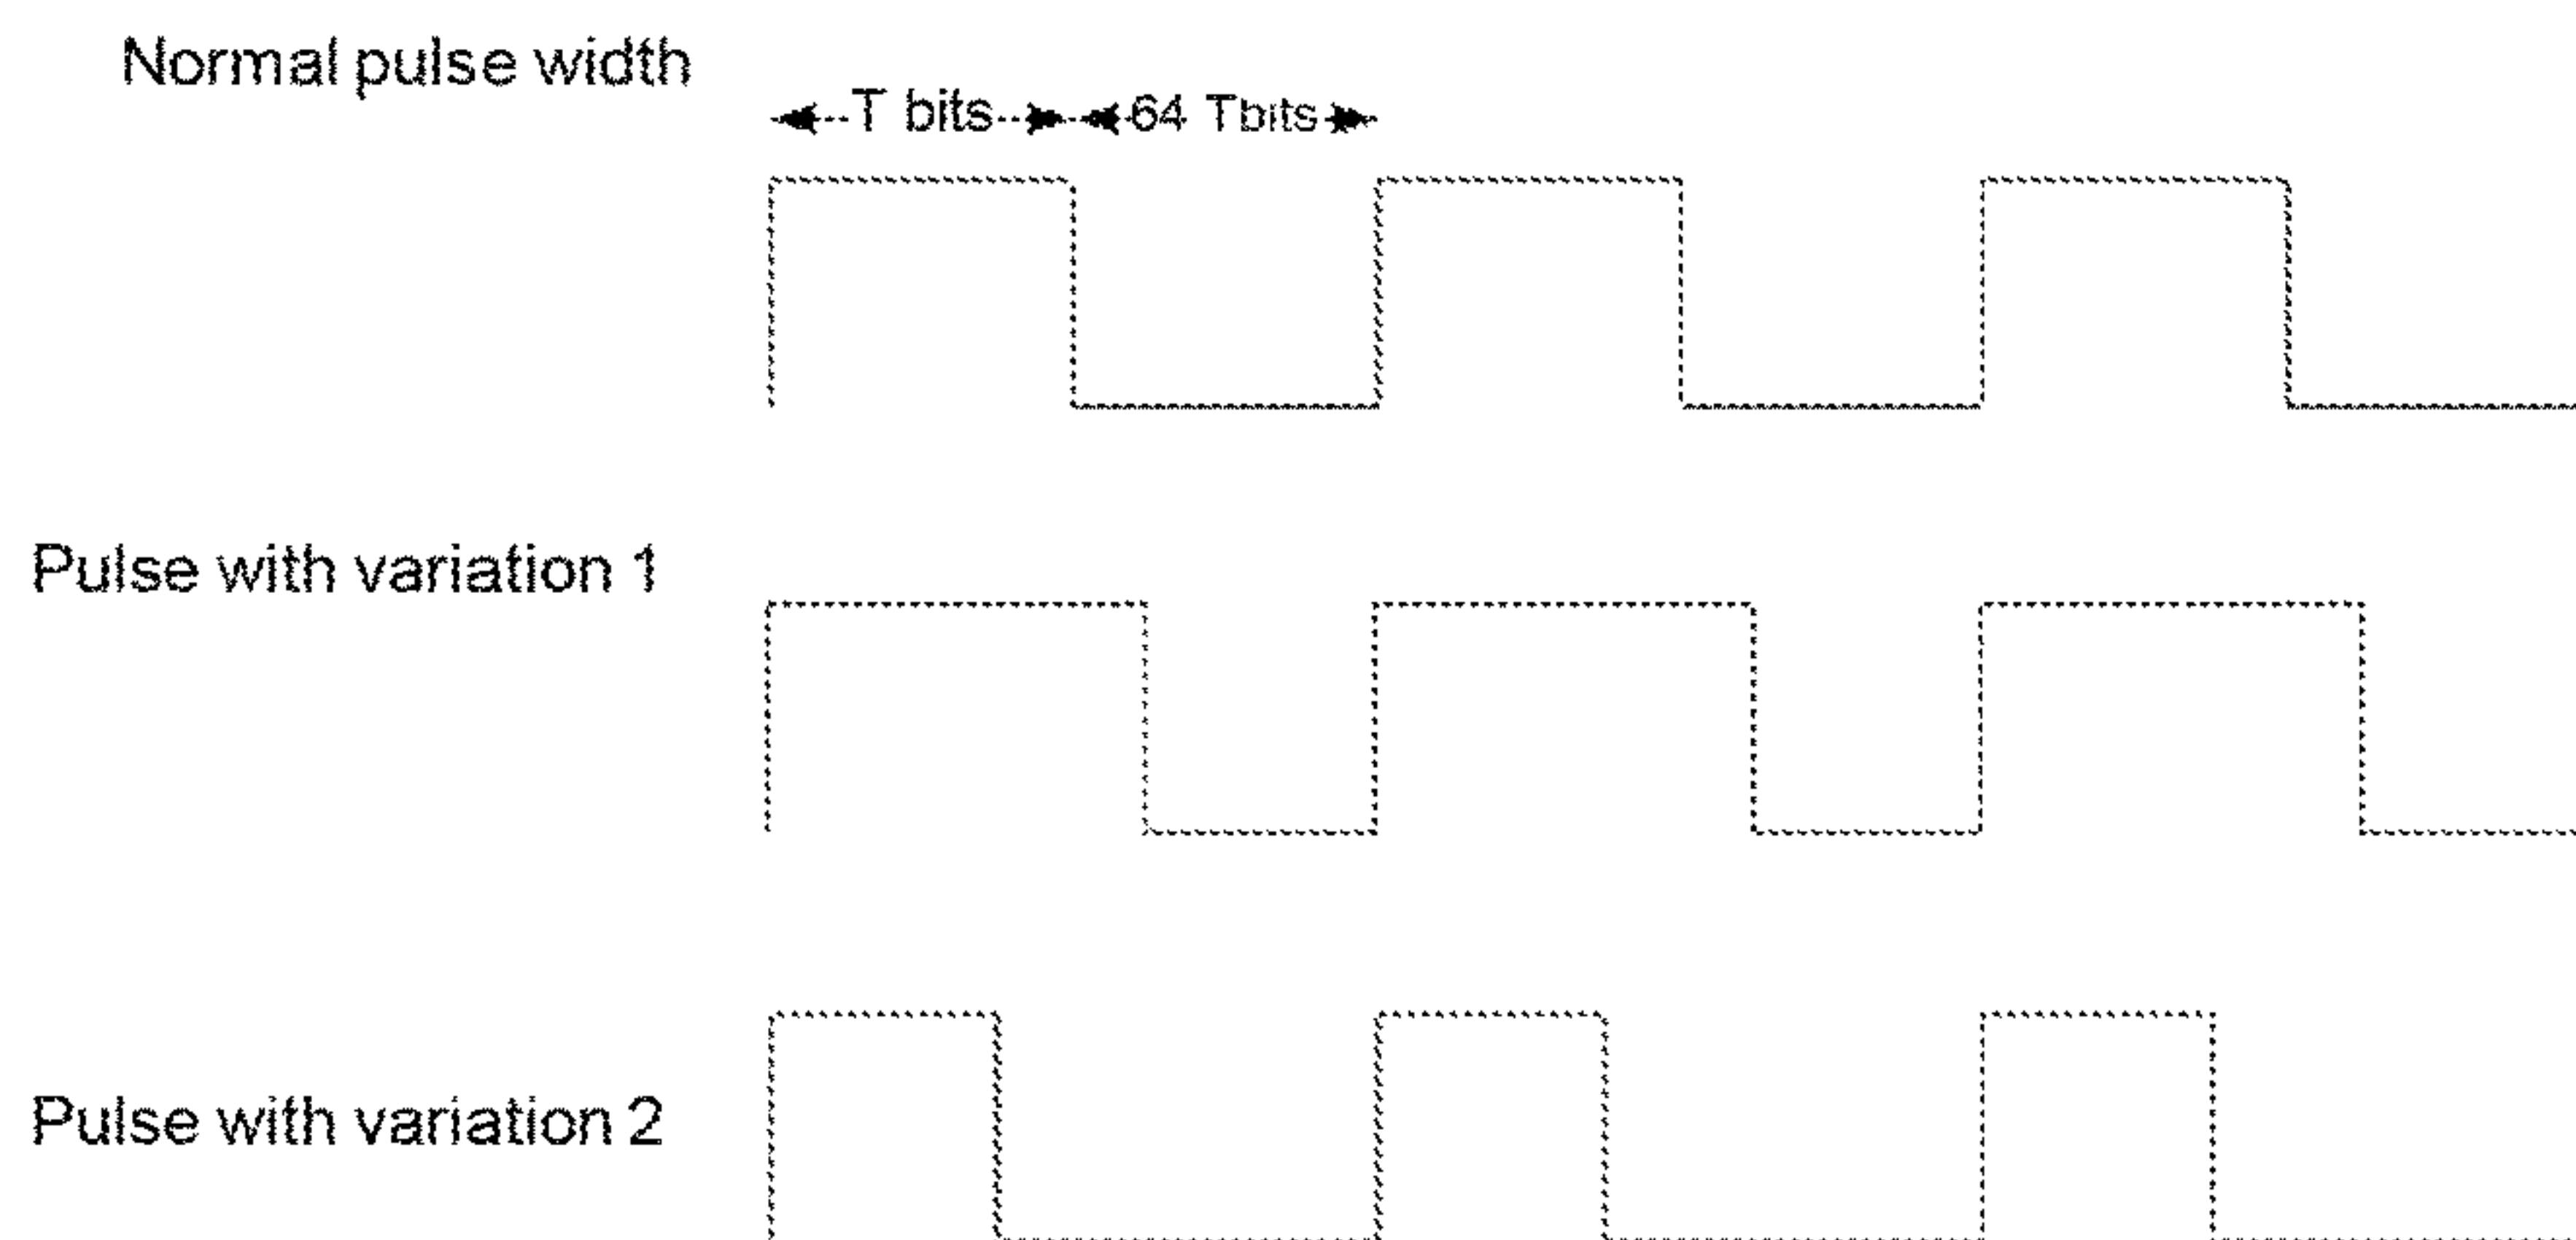 Normal pulse width
T bits 64 Tbits
Pulse with variation 1
Pulse with variation 2